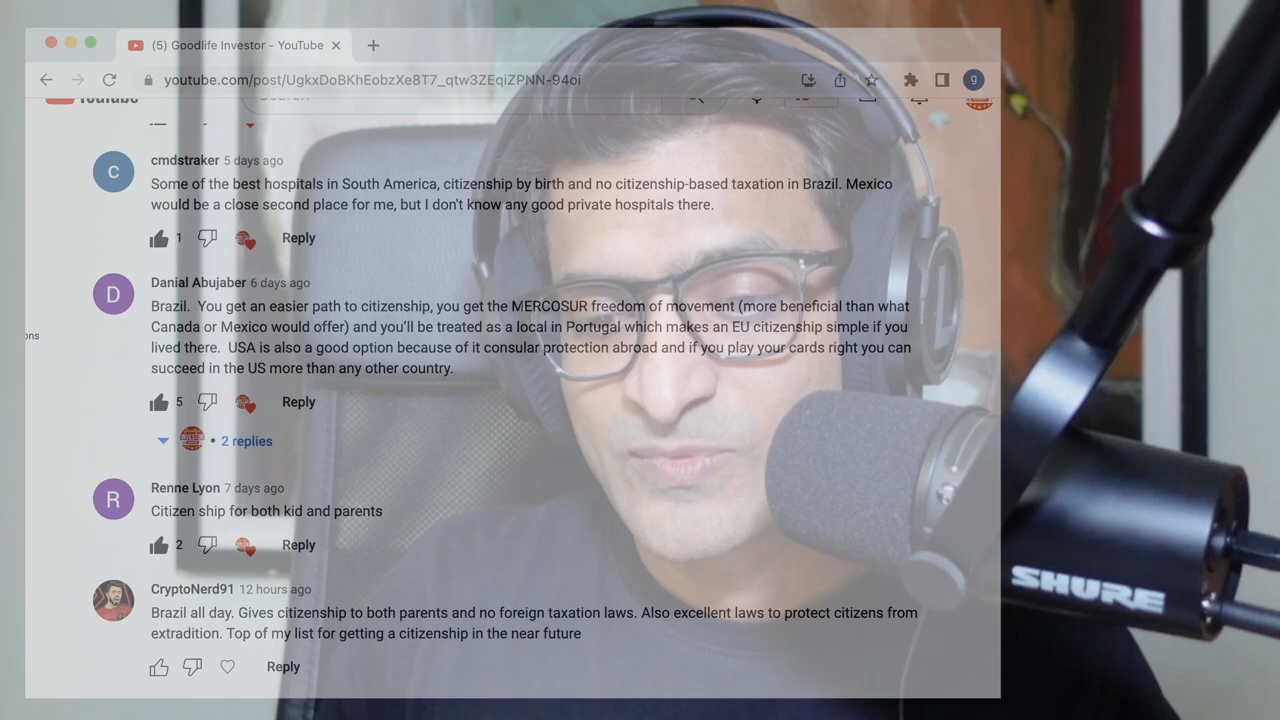 (5) Goodlife Investor - YouTube
youtube.com/post/UgkxDoBKhEobzXe8T7_qtw3ZEqiZPNN-94oi
g
YouTube
Search
C
cmdstraker 5 days ago
Some of the best hospitals in South America, citizenship by birth and no citizenship-based taxation in Brazil. Mexico
would be a close second place for me, but I don't know any good private hospitals there.
1 Reply
D
Danial Abujaber 6 days ago
Brazil. You get an easier path to citizenship, you get the MERCOSUR freedom of movement (more beneficial than what
ons
Canada or Mexico would offer) and you'll be treated as a local in Portugal which makes an EU citizenship simple if you
lived there. USA is also a good option because of it consular protection abroad and if you play your cards right you can
succeed in the US more than any other country.
5 Reply
INVESTOR • 2 replies
R
Renne Lyon 7 days ago
Citizen ship for both kid and parents
2 Reply
CryptoNerd91 12 hours ago
Brazil all day. Gives citizenship to both parents and no foreign taxation laws. Also excellent laws to protect citizens from
extradition. Top of my list for getting a citizenship in the near future
Reply
SHURE